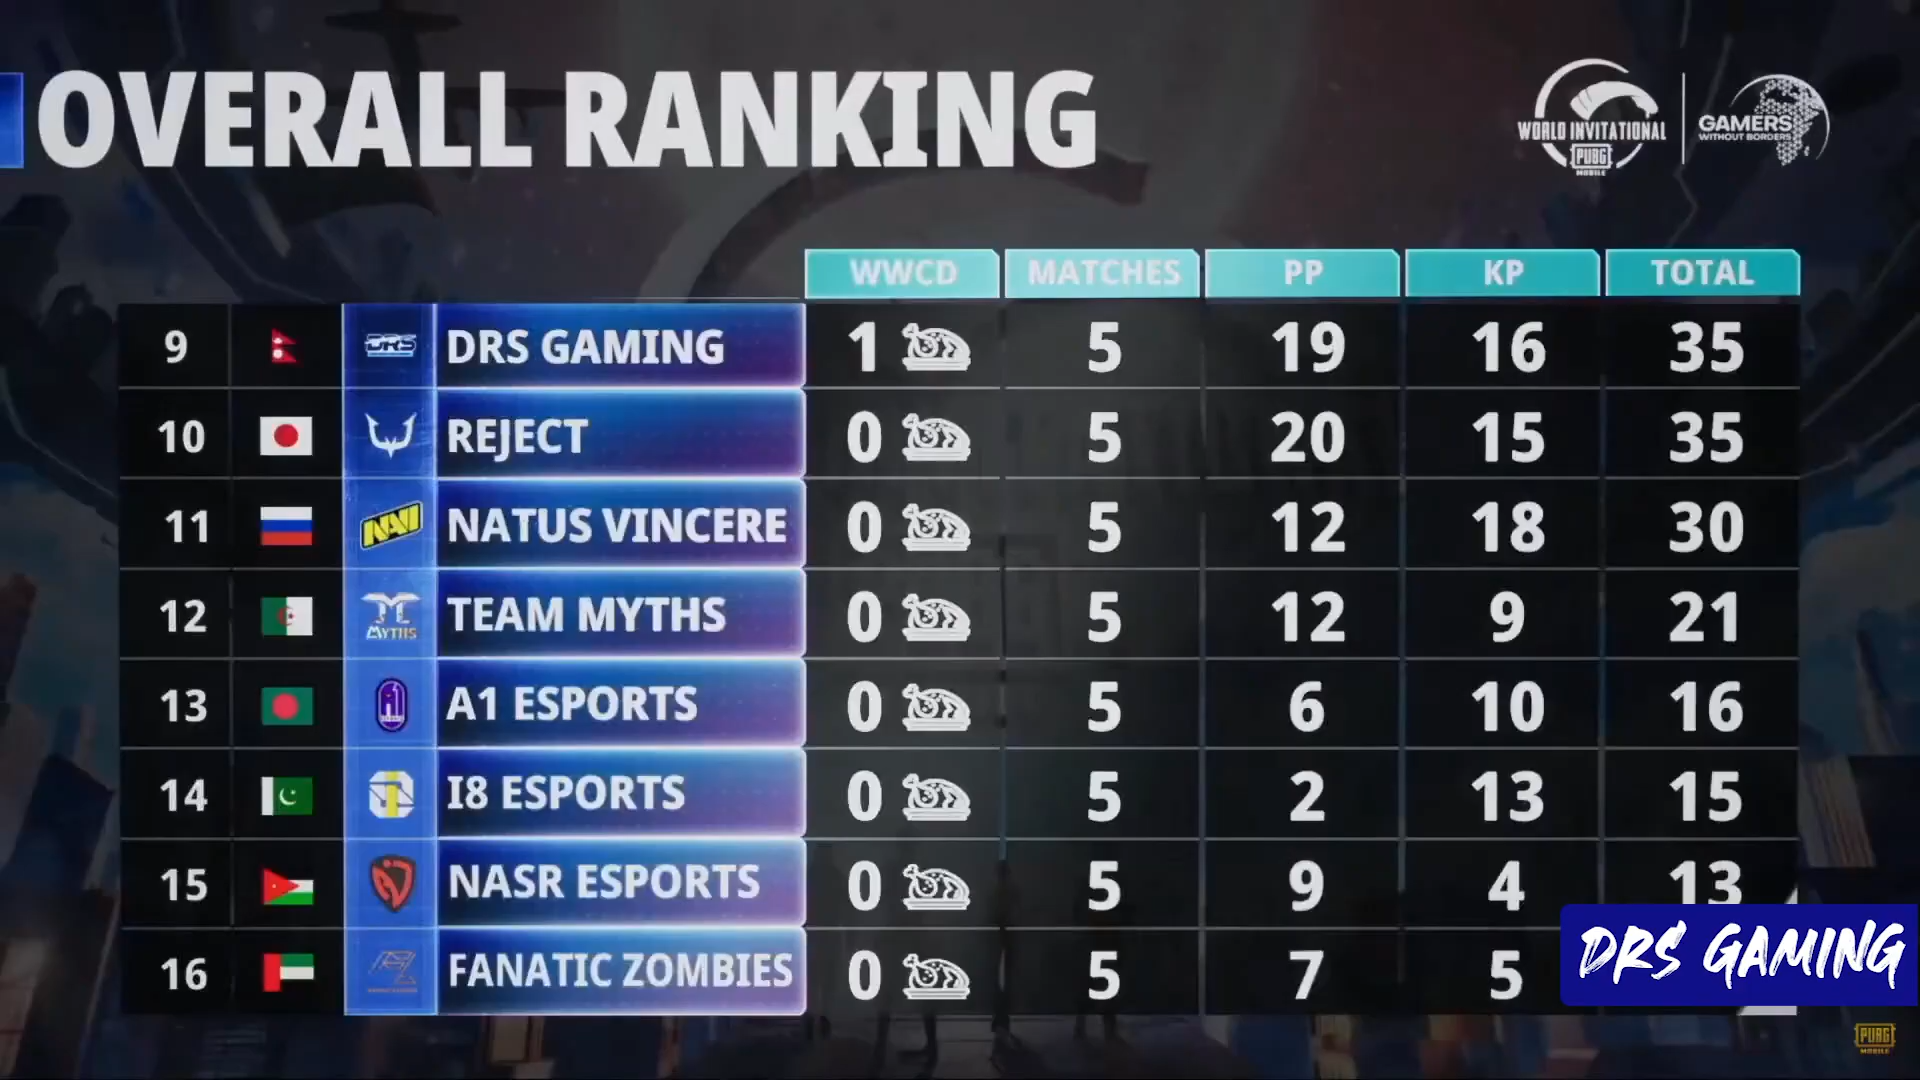 OVERALL RANKING
WORLD INVITATIONAL
PUBG
MOBILE
GAMERS
WITHOUT BORDERS
WWCD MATCHES PP KP TOTAL
9 DRS DRS GAMING 1 5 19 16 35
10 REJECT 0 5 20 15 35
11 NAVI NATUS VINCERE 0 5 12 18 30
12 MYTHS TEAM MYTHS 0 5 12 9 21
13 A1 ESPORTS 0 5 6 10 16
14 I8 ESPORTS 0 5 2 13 15
15 NASR ESPORTS 0 5 9 4 13
16 FANATIC ZOMBIES 0 5 7 5
DRS GAMING
PUBG
MOBILE